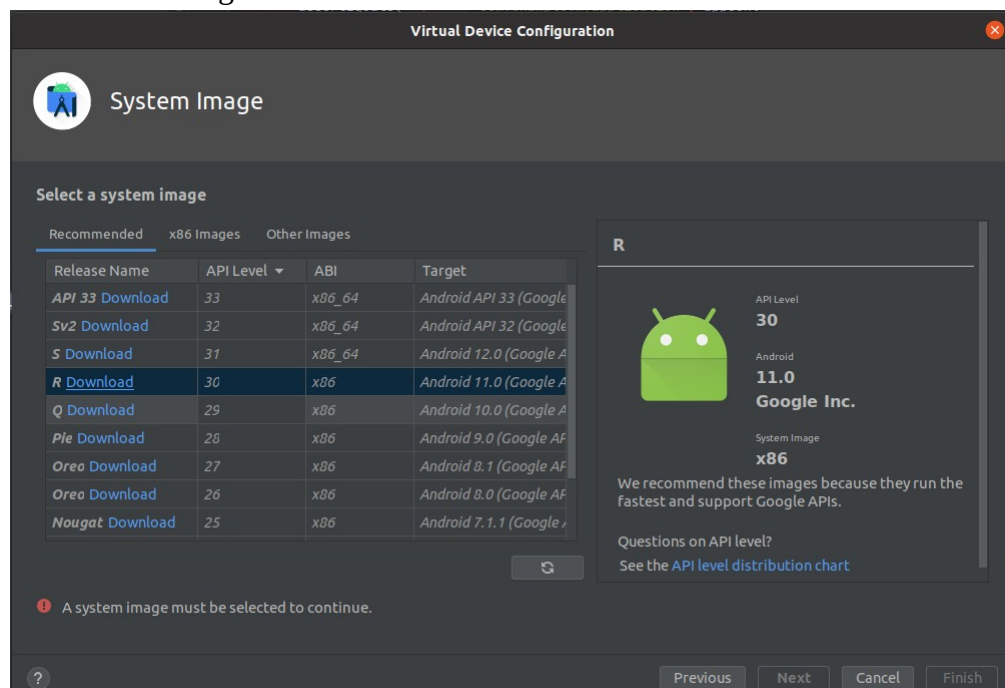 Virtual Device Configuration
System Image
Select a system image
Recommended x86 Images Other Images
Release Name API Level ABI Target
API 33 Download 33 x86_64 Android API 33 (Google
Sv2 Download 32 x86_64 Android API 32 (Google
S Download 31 x86_64 Android 12.0 (Google A
R Download 30 x86 Android 11.0 (Google A
Q Download 29 x86 Android 10.0 (Google A
Pie Download 28 x86 Android 9.0 (Google AP
Oreo Download 27 x86 Android 8.1 (Google AP
Oreo Download 26 x86 Android 8.0 (Google AP
Nougat Download 25 x86 Android 7.1.1 (Google
R
API Level
30
Android
11.0
Google Inc.
System Image
x86
We recommend these images because they run the
fastest and support Google APIs.
Questions on API level?
See the API level distribution chart
A system image must be selected to continue.
? Previous Next Cancel Finish